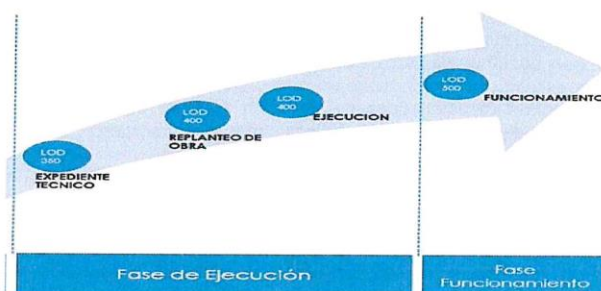 LOD
500
FUNCIONAMIENTO
LOD
400
EJECUCION
LOD
400
REPLANTEO DE
OBRA
LOD
350
EXPEDIENTE
TECNICO
Fase de Ejecución
Fase
Funcionamiento